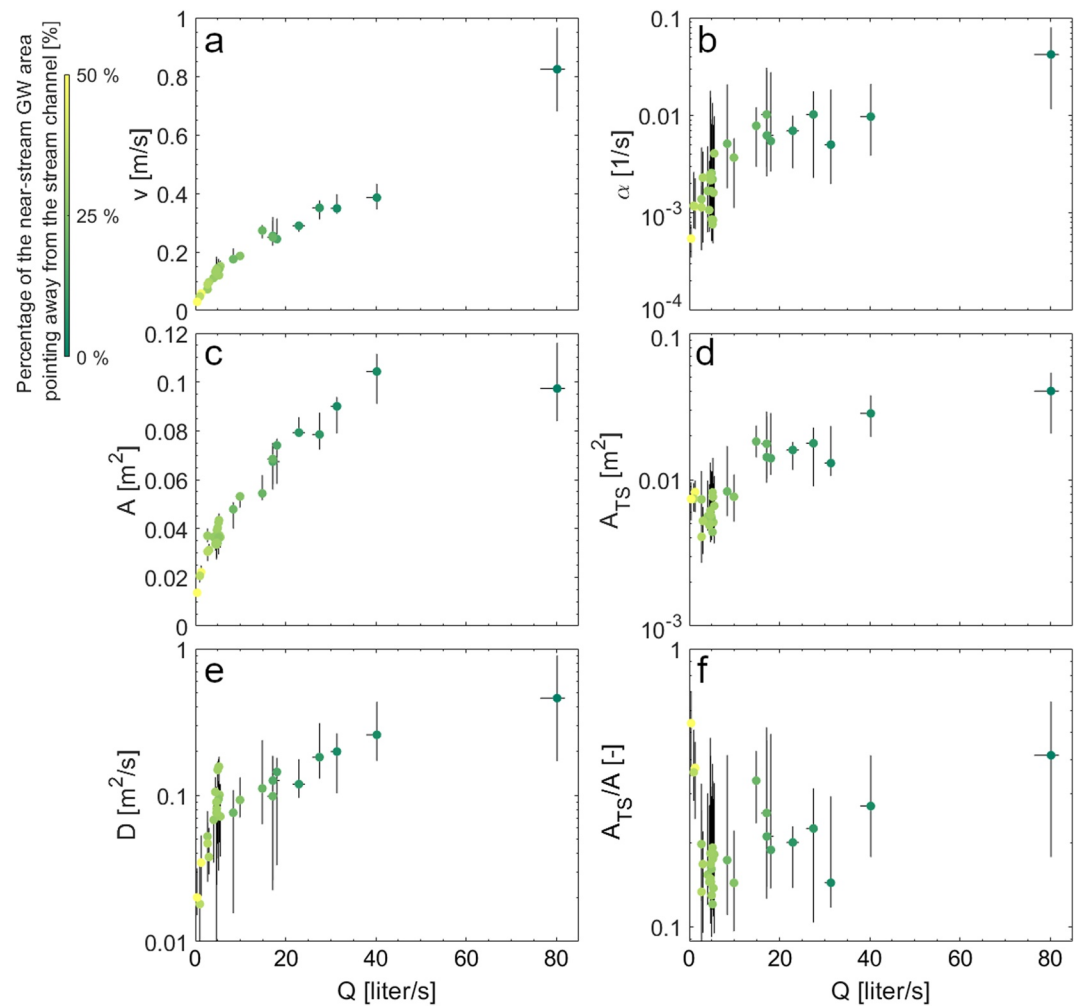 Percentage of the near-stream GW area
pointing away from the stream channel [%]
50 %
25 %
0 %
a
v [m/s]
1
0.8
0.6
0.4
0.2
0
b
α [1/s]
0.1
0.01
10⁻³
10⁻⁴
c
A [m²]
0.12
0.1
0.08
0.06
0.04
0.02
0
d
A_TS [m²]
0.1
0.01
10⁻³
e
D [m²/s]
1
0.1
0.01
0 20 40 60 80
Q [liter/s]
f
A_TS/A [-]
1
0.1
0 20 40 60 80
Q [liter/s]